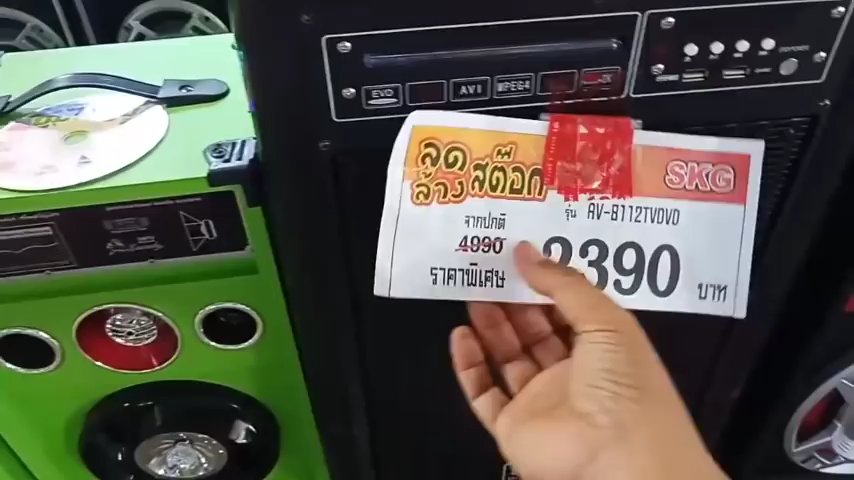 EVD
AVI
MPEG4
ลด
สต๊อก
ล้าง
SKG
รุ่น AV-8112TVDVD
จากปกติ
4990
ราคาพิเศษ
2390
บาท